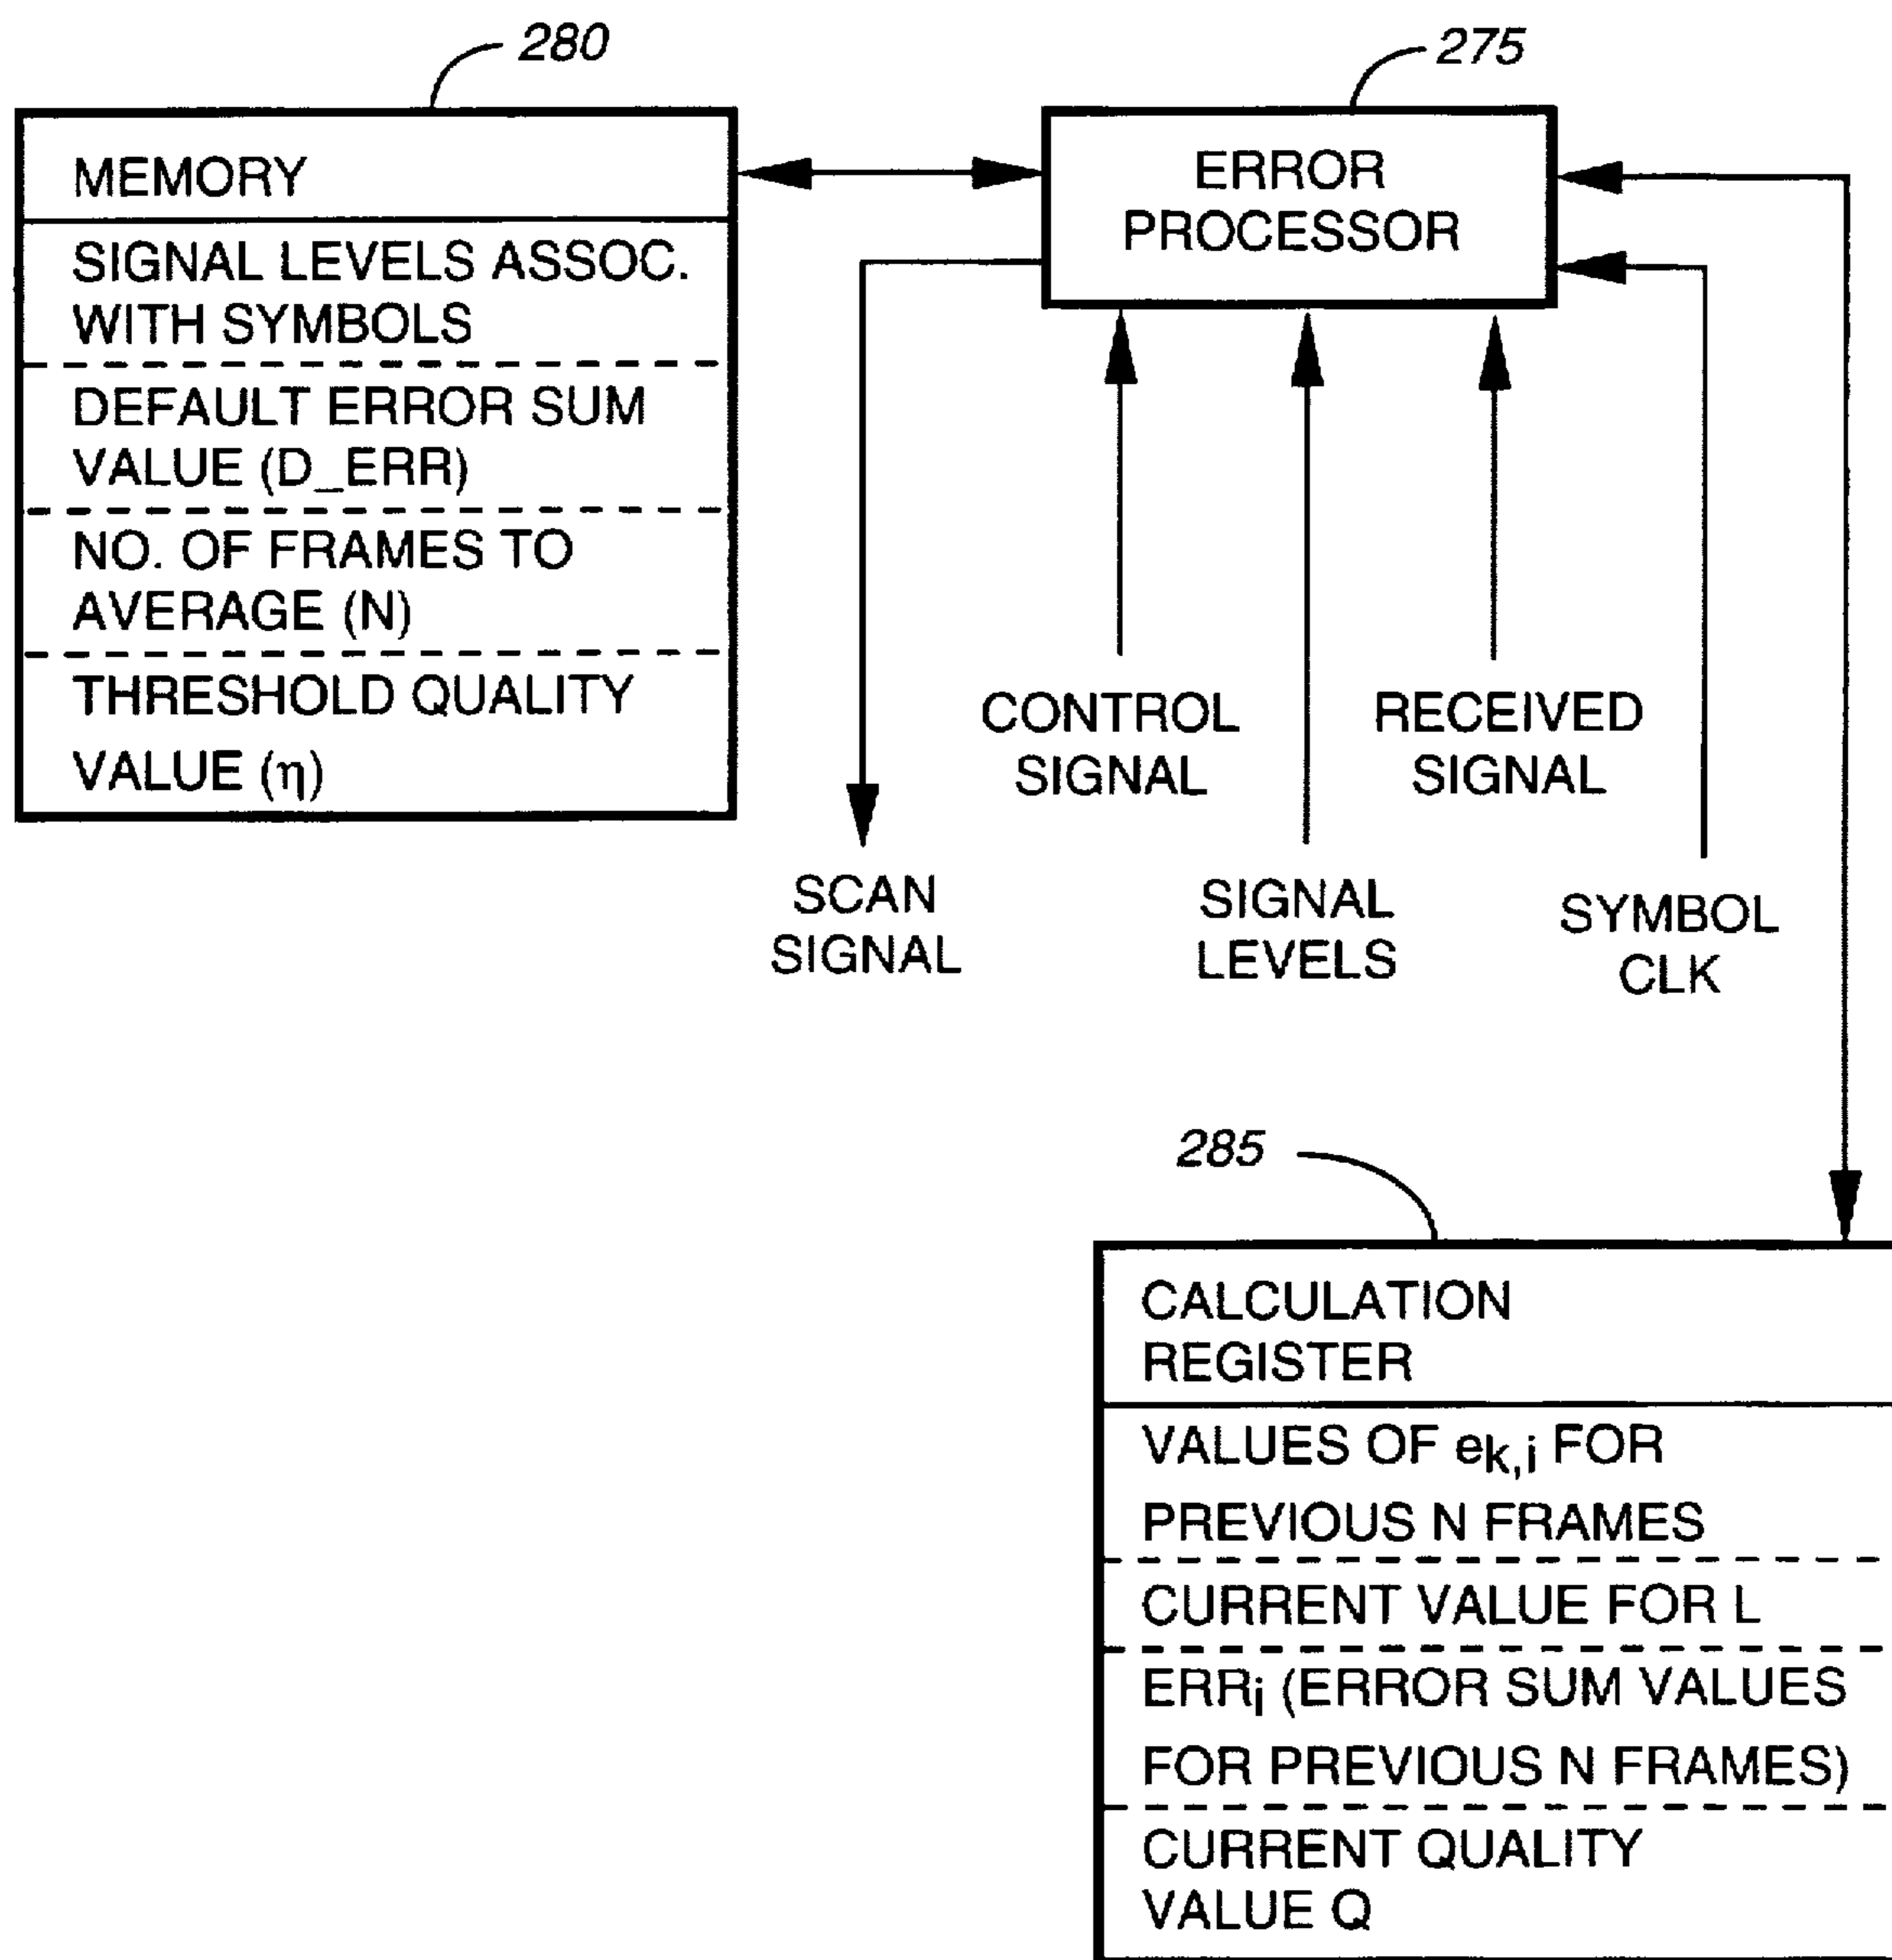 280
275
MEMORY
SIGNAL LEVELS ASSOC.
WITH SYMBOLS
DEFAULT ERROR SUM
VALUE (D_ERR)
NO. OF FRAMES TO
AVERAGE (N)
THRESHOLD QUALITY
VALUE (η)
ERROR
PROCESSOR
CONTROL
SIGNAL
RECEIVED
SIGNAL
SCAN
SIGNAL
SIGNAL
LEVELS
SYMBOL
CLK
285
CALCULATION
REGISTER
VALUES OF ek,i FOR
PREVIOUS N FRAMES
CURRENT VALUE FOR L
ERRi (ERROR SUM VALUES
FOR PREVIOUS N FRAMES)
CURRENT QUALITY
VALUE Q